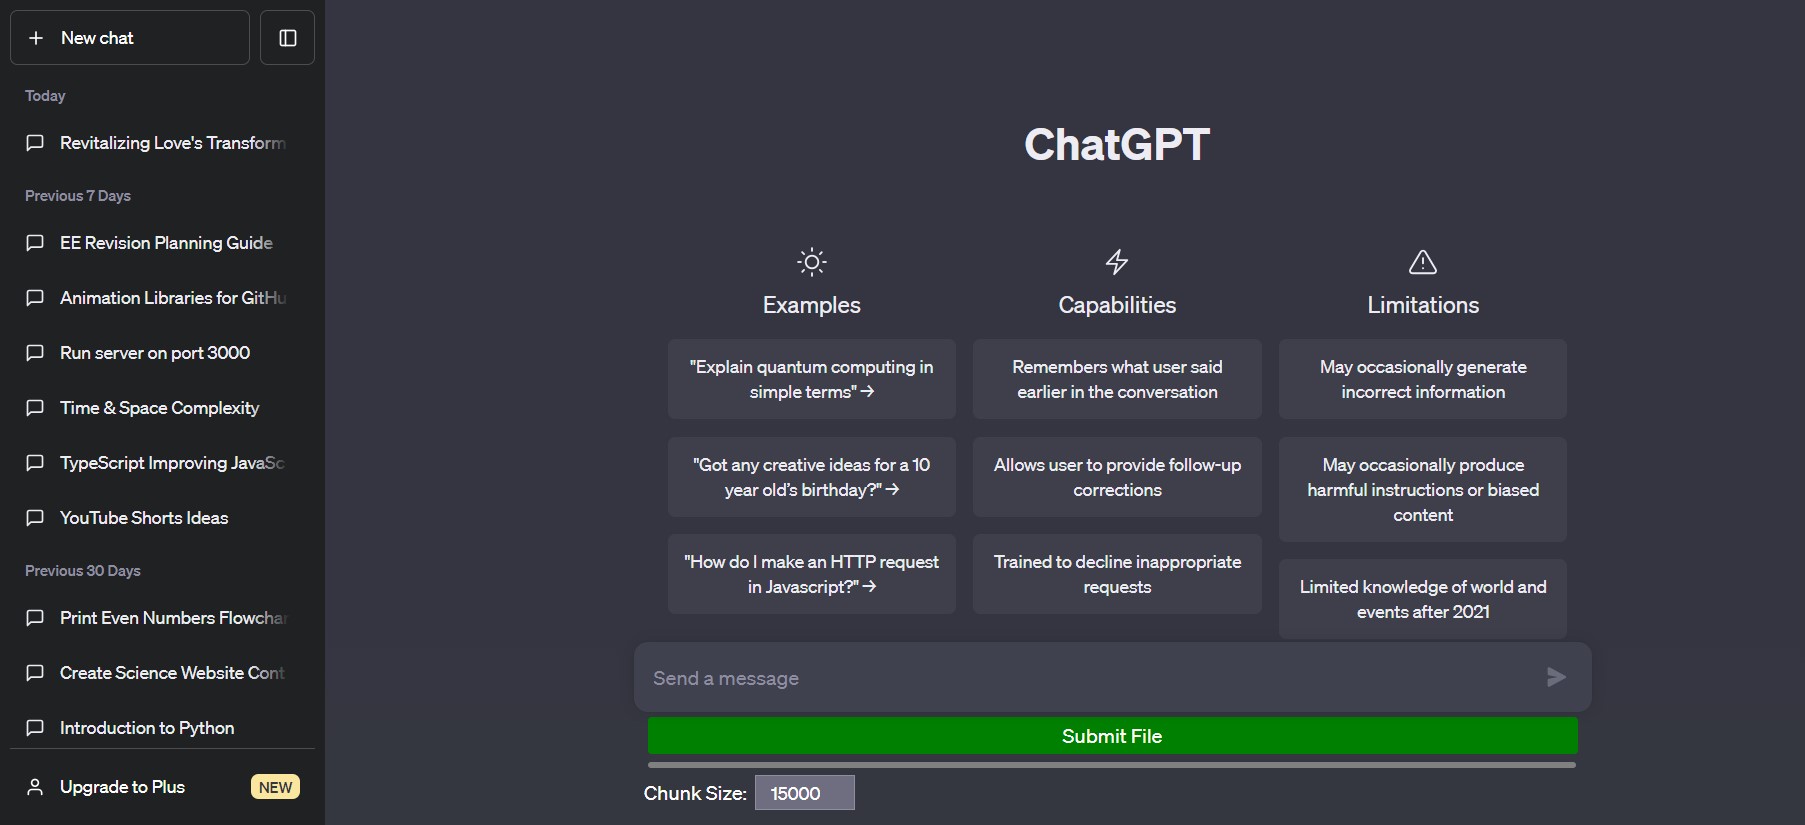 New chat
Today
Revitalizing Love's Transform
Previous 7 Days
EE Revision Planning Guide
Animation Libraries for GitHu
Run server on port 3000
Time & Space Complexity
TypeScript Improving JavaSc
YouTube Shorts Ideas
Previous 30 Days
Print Even Numbers Flowchar
Create Science Website Cont
Introduction to Python
Upgrade to Plus NEW
ChatGPT
Examples
"Explain quantum computing in
simple terms" →
"Got any creative ideas for a 10
year old’s birthday?" →
"How do I make an HTTP request
in Javascript?" →
Capabilities
Remembers what user said
earlier in the conversation
Allows user to provide follow-up
corrections
Trained to decline inappropriate
requests
Limitations
May occasionally generate
incorrect information
May occasionally produce
harmful instructions or biased
content
Limited knowledge of world and
events after 2021
Send a message
Submit File
Chunk Size: 15000